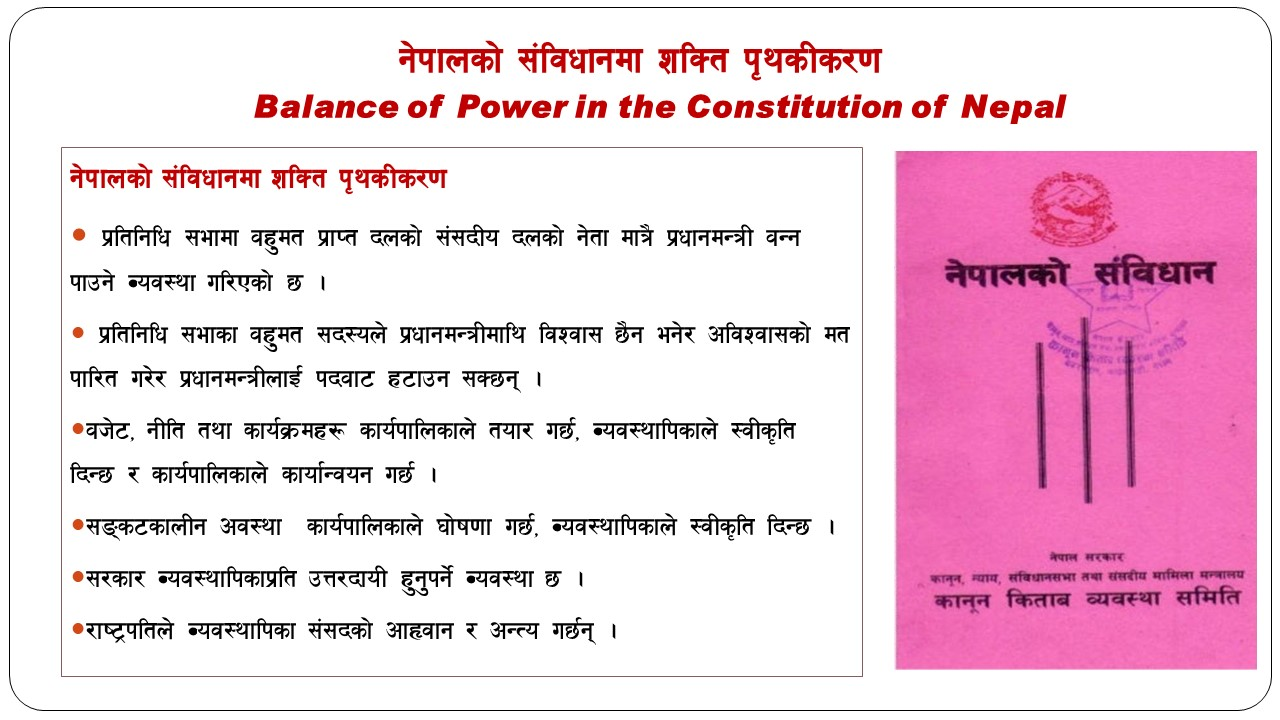 नेपालको संविधानमा शक्ति पृथकीकरण
Balance of Power in the Constitution of Nepal
नेपालको संविधानमा शक्ति पृथकीकरण
• प्रतिनिधि सभामा वहुमत प्राप्त दलको संसदीय दलको नेता मात्रै प्रधानमन्त्री वन्न
पाउने व्यवस्था गरिएको छ ।
• प्रतिनिधि सभाका वहुमत सदस्यले प्रधानमन्त्रीमाथि विश्वास छैन भनेर अविश्वासको मत
पारित गरेर प्रधानमन्त्रीलाई पदवाट हटाउन सक्छन् ।
•वजेट, नीति तथा कार्यक्रमहरू कार्यपालिकाले तयार गर्छ, व्यवस्थापिकाले स्वीकृति
दिन्छ र कार्यपालिकाले कार्यान्वयन गर्छ ।
•सङ्कटकालीन अवस्था कार्यपालिकाले घोषणा गर्छ, व्यवस्थापिकाले स्वीकृति दिन्छ ।
•सरकार व्यवस्थापिकाप्रति उत्तरदायी हुनुपर्ने व्यवस्था छ ।
•राष्ट्रपतिले व्यवस्थापिका संसदको आहृवान र अन्त्य गर्छन् ।
नेपालको संविधान
नेपाल सरकार
कानून, न्याय, संविधानसभा तथा संसदीय मामिला मन्त्रालय
कानून किताब व्यवस्था समिति